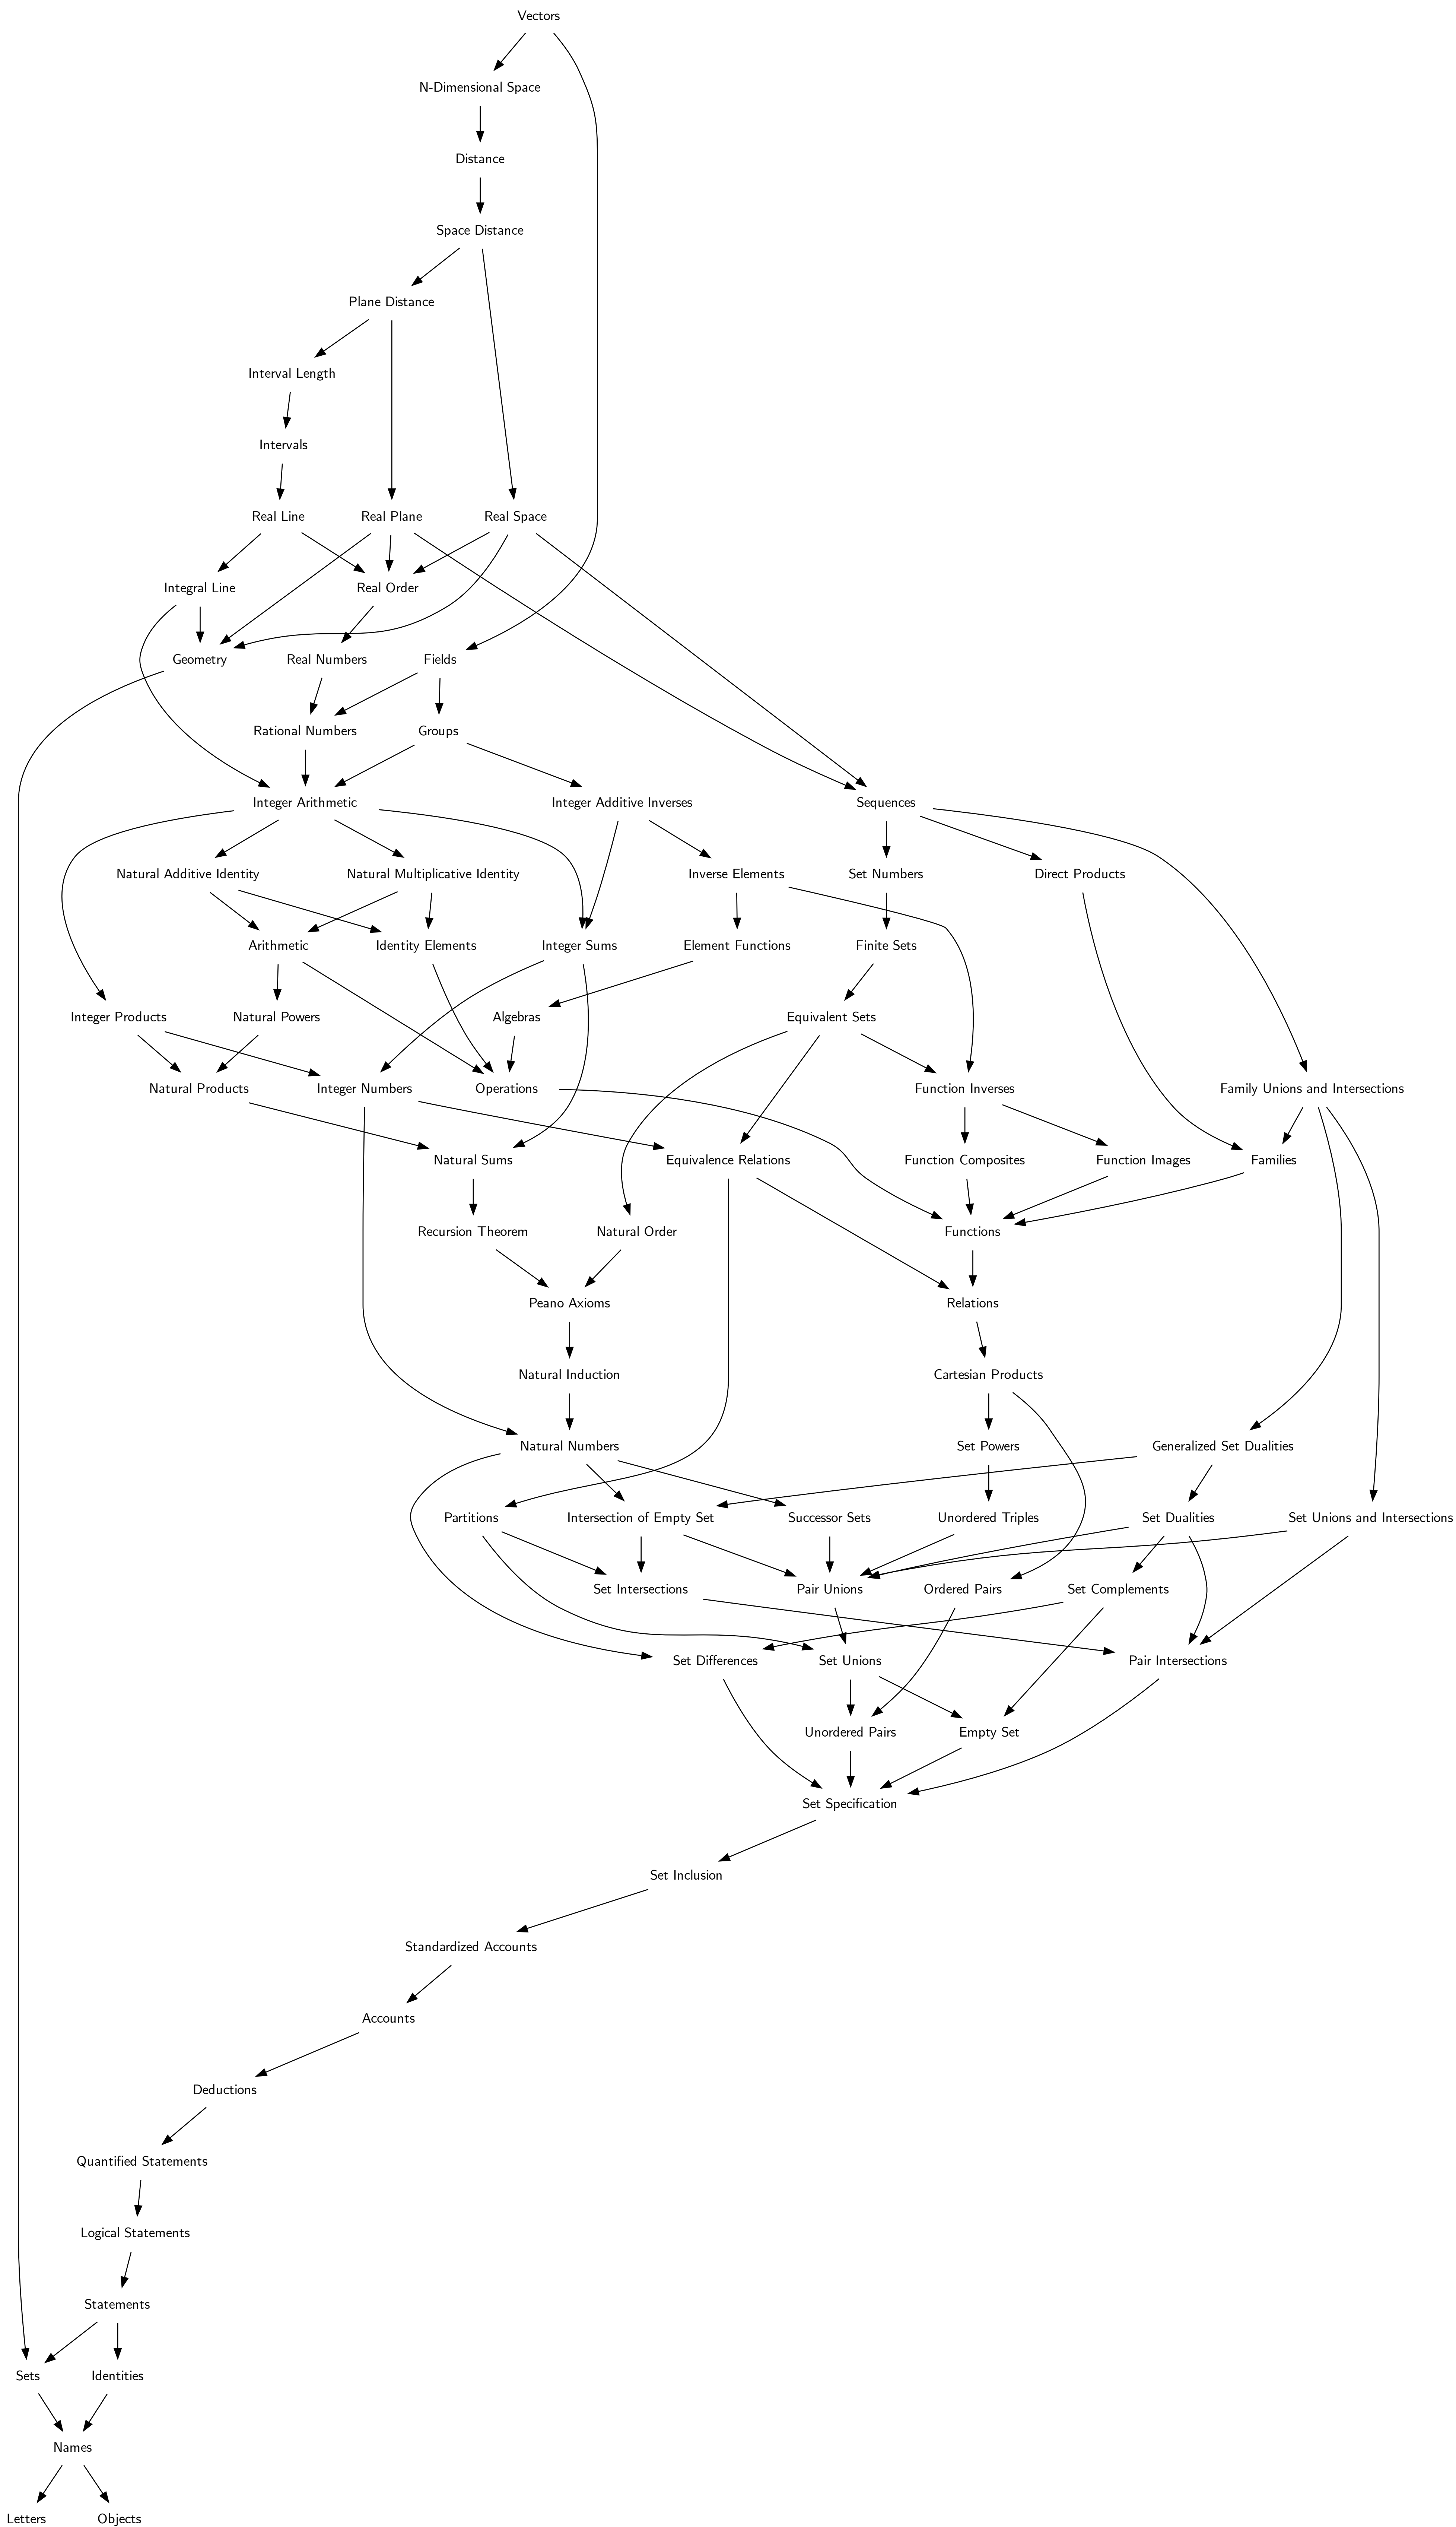 Vectors
N-Dimensional Space
Distance
Space Distance
Plane Distance
Interval Length
Intervals
Real Line
Real Plane
Real Space
Integral Line
Real Order
Geometry
Real Numbers
Fields
Rational Numbers
Groups
Integer Arithmetic
Integer Additive Inverses
Sequences
Natural Additive Identity
Natural Multiplicative Identity
Inverse Elements
Set Numbers
Direct Products
Arithmetic
Identity Elements
Integer Sums
Element Functions
Finite Sets
Integer Products
Natural Powers
Algebras
Equivalent Sets
Natural Products
Integer Numbers
Operations
Function Inverses
Family Unions and Intersections
Natural Sums
Equivalence Relations
Function Composites
Function Images
Families
Recursion Theorem
Natural Order
Functions
Peano Axioms
Relations
Natural Induction
Cartesian Products
Natural Numbers
Set Powers
Generalized Set Dualities
Partitions
Intersection of Empty Set
Successor Sets
Unordered Triples
Set Dualities
Set Unions and Intersections
Set Intersections
Pair Unions
Ordered Pairs
Set Complements
Set Differences
Set Unions
Pair Intersections
Unordered Pairs
Empty Set
Set Specification
Set Inclusion
Standardized Accounts
Accounts
Deductions
Quantified Statements
Logical Statements
Statements
Sets
Identities
Names
Letters
Objects